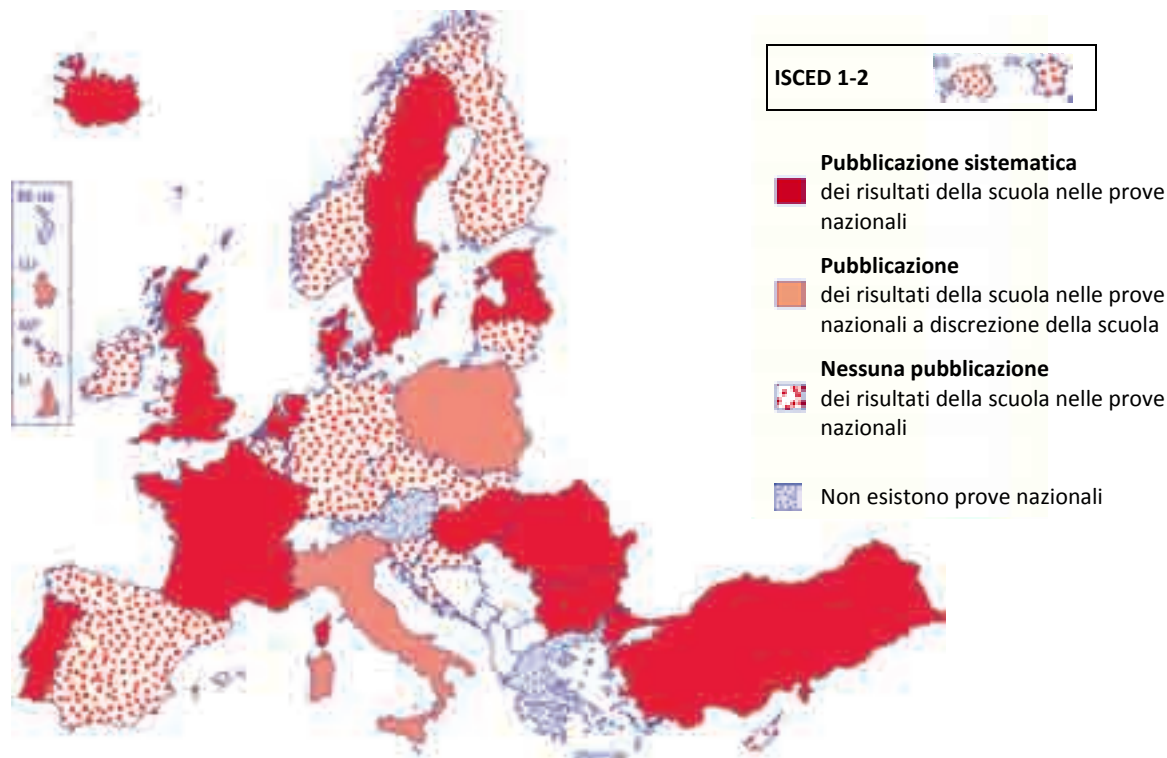 ISCED 1-2
Pubblicazione sistematica
dei risultati della scuola nelle prove
nazionali
Pubblicazione
dei risultati della scuola nelle prove
nazionali a discrezione della scuola
Nessuna pubblicazione
dei risultati della scuola nelle prove
nazionali
Non esistono prove nazionali